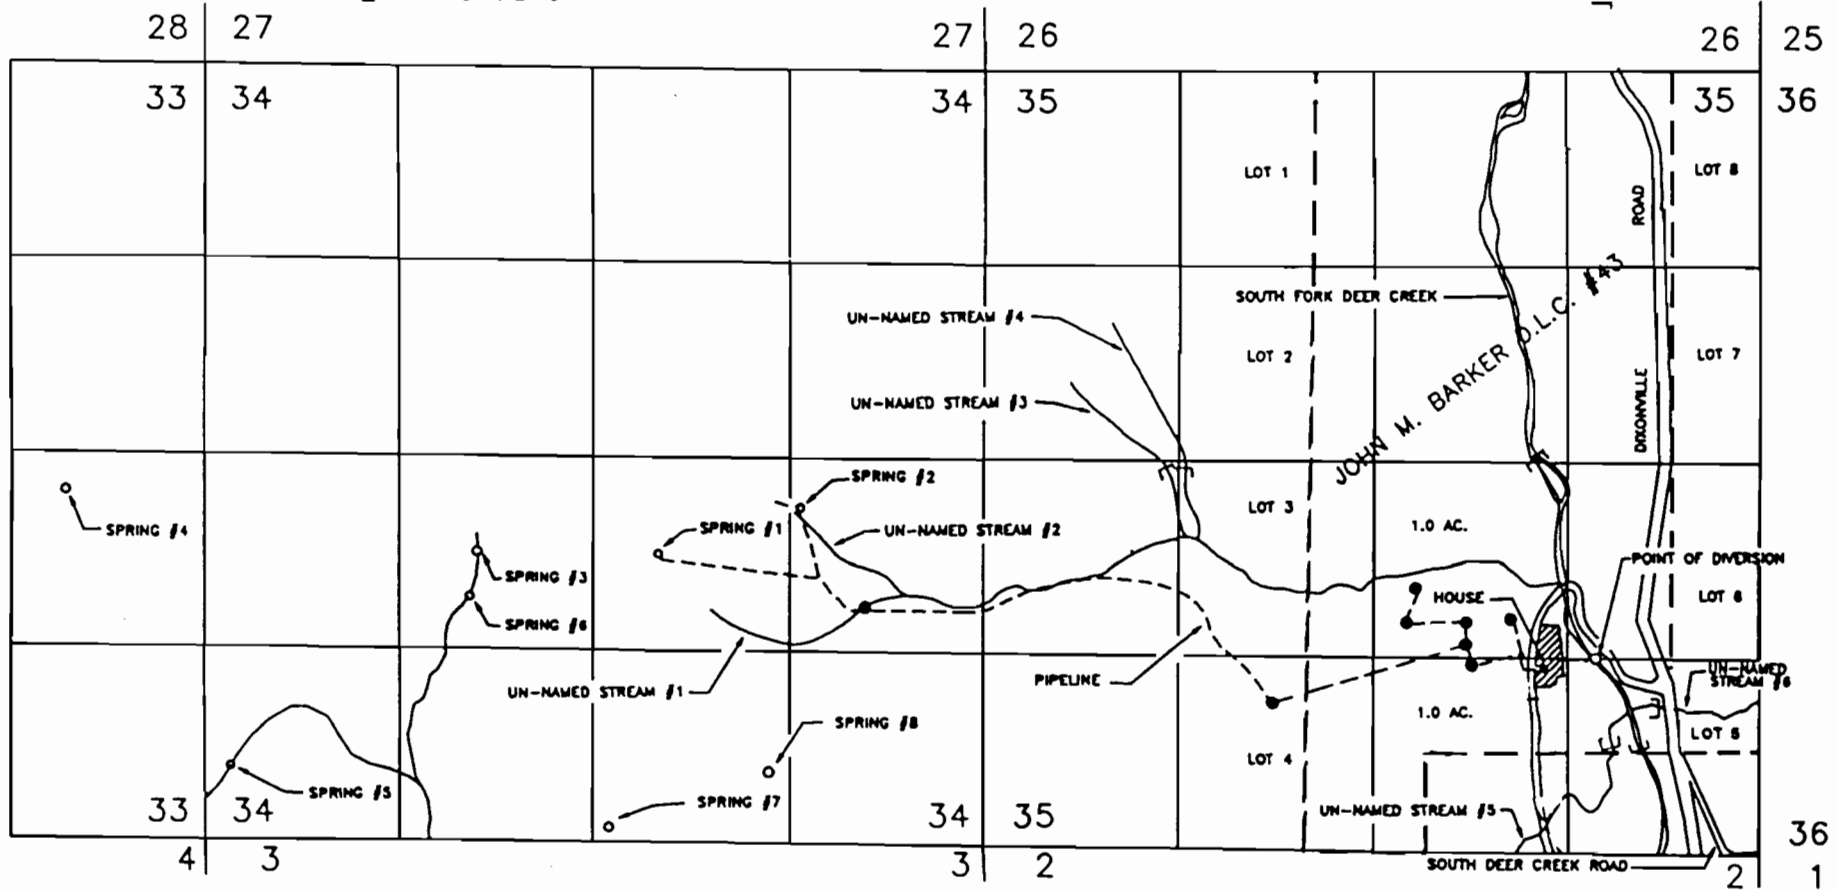 28 27
27 26
26 25
33 34
34 35
35 36
LOT 1
ROAD
LOT 8
SOUTH FORK DEER CREEK
JOHN M. BARKER D.L.C. #43
UN-NAMED STREAM #4
LOT 2
LOT 7
UN-NAMED STREAM #3
DIXONVILLE
SPRING #2
SPRING #4
SPRING #1
UN-NAMED STREAM #2
LOT 3
1.0 AC.
POINT OF DIVERSION
SPRING #3
HOUSE
LOT 6
SPRING #6
UN-NAMED STREAM #1
PIPELINE
UN-NAMED
STREAM #6
SPRING #8
1.0 AC.
LOT 5
LOT 4
SPRING #5
SPRING #7
UN-NAMED STREAM #5
33 34
34 35
36
4 3
3 2
SOUTH DEER CREEK ROAD
2 1